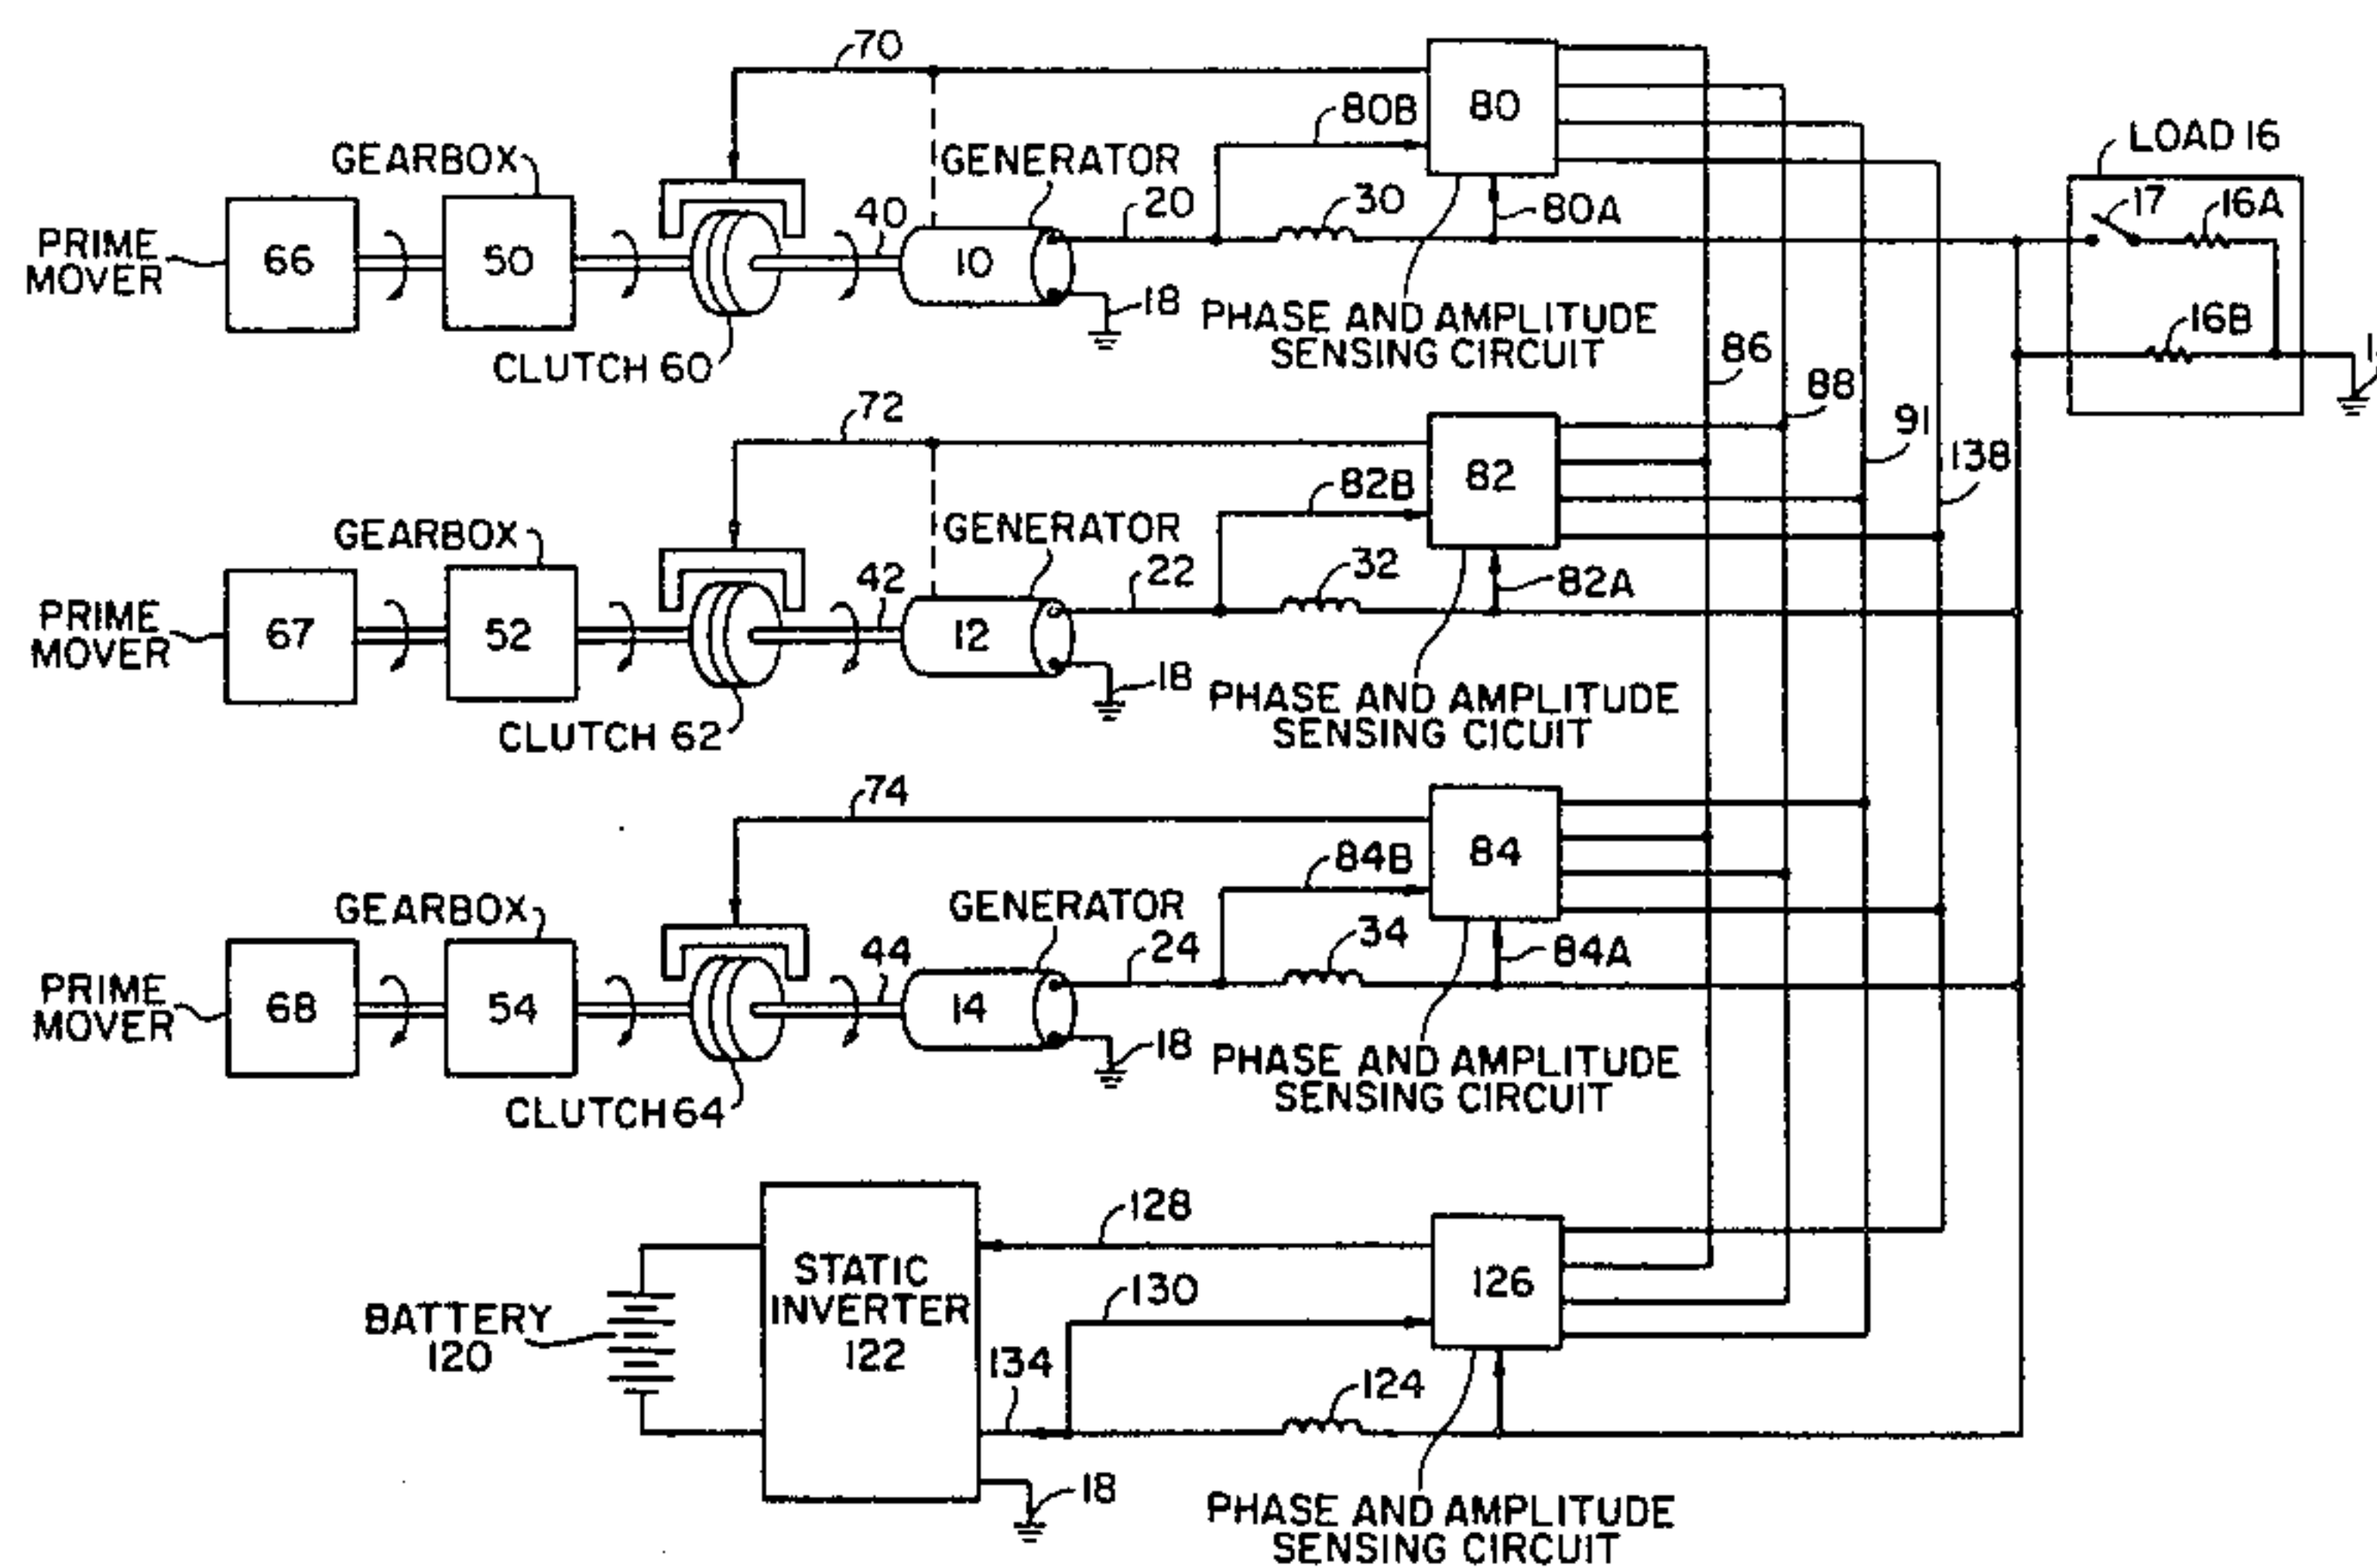 70
80
80B
LOAD 16
GEARBOX
GENERATOR
17
16A
PRIME
MOVER
66
50
40
10
20
30
80A
18
16B
CLUTCH 60
PHASE AND AMPLITUDE
SENSING CIRCUIT
86
88
91
138
72
82
82B
GEARBOX
GENERATOR
PRIME
MOVER
67
52
42
12
22
32
82A
18
CLUTCH 62
PHASE AND AMPLITUDE
SENSING CICUIT
74
84
84B
GEARBOX
GENERATOR
PRIME
MOVER
68
54
44
14
24
34
84A
18
CLUTCH 64
PHASE AND AMPLITUDE
SENSING CIRCUIT
128
STATIC
INVERTER
122
130
126
BATTERY
120
134
124
18
PHASE AND AMPLITUDE
SENSING CIRCUIT